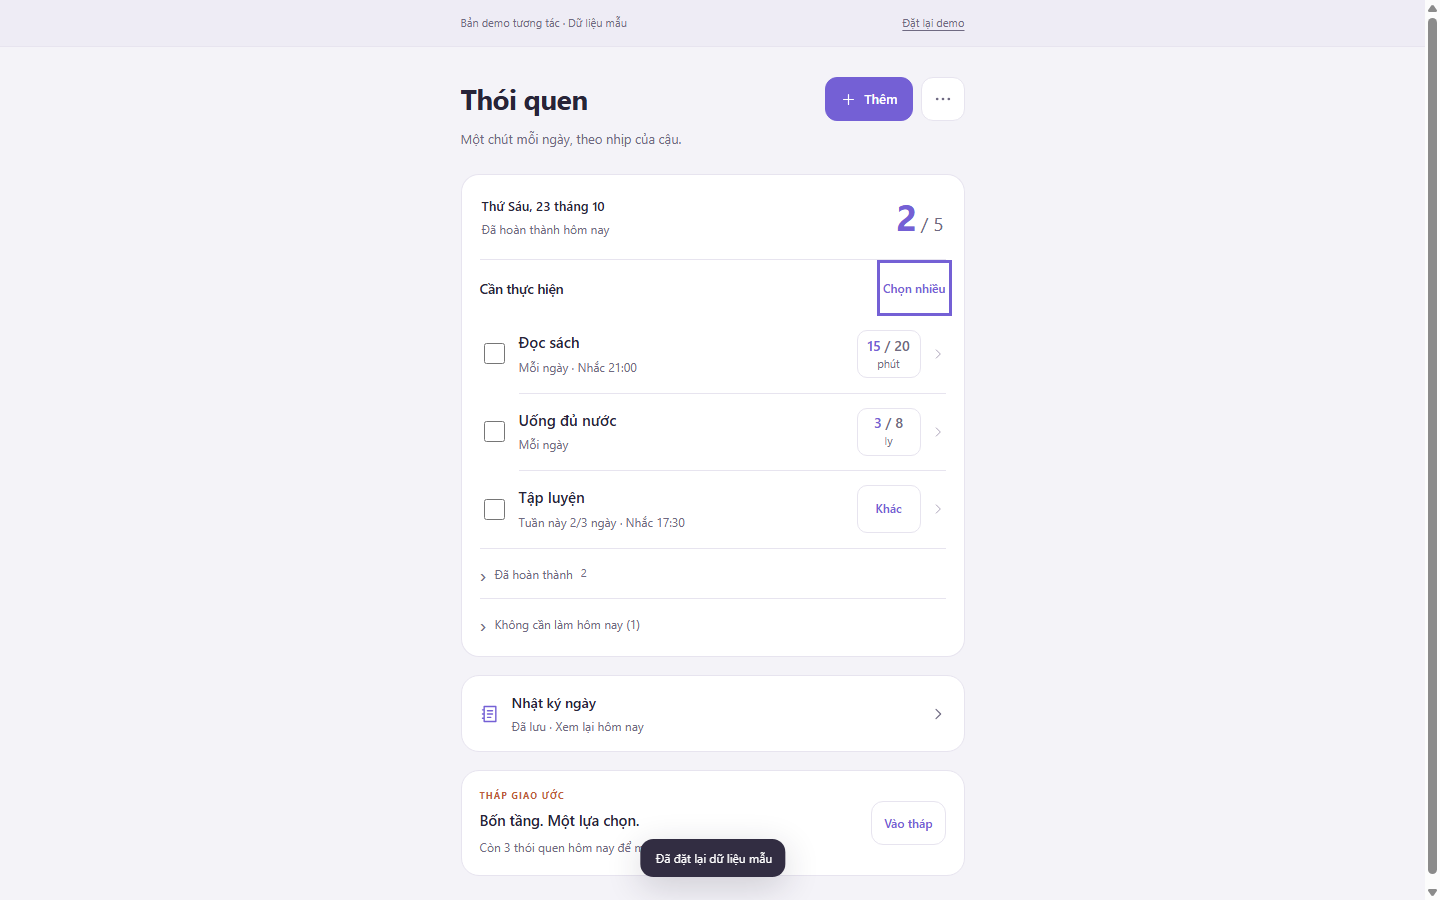 Bản demo tương tác · Dữ liệu mẫu
Đặt lại demo
Thói quen
Thêm
Một chút mỗi ngày, theo nhịp của cậu.
Thứ Sáu, 23 tháng 10
Đã hoàn thành hôm nay
2 / 5
Cần thực hiện
Chọn nhiều
Đọc sách
Mỗi ngày · Nhắc 21:00
15 / 20
phút
Uống đủ nước
Mỗi ngày
3 / 8
ly
Tập luyện
Tuần này 2/3 ngày · Nhắc 17:30
Khác
Đã hoàn thành 2
Không cần làm hôm nay (1)
Nhật ký ngày
Đã lưu · Xem lại hôm nay
THÁP GIAO ƯỚC
Bốn tầng. Một lựa chọn.
Còn 3 thói quen hôm nay để
Vào tháp
Đã đặt lại dữ liệu mẫu